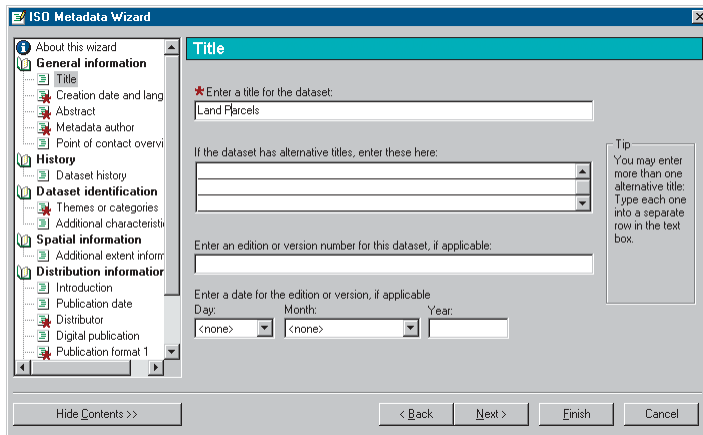 ISO Metadata Wizard
About this wizard
General information
Title
Creation date and lang
Abstract
Metadata author
Point of contact overvi
History
Dataset history
Dataset identification
Themes or categories
Additional characteristi
Spatial information
Additional extent inform
Distribution information
Introduction
Publication date
Distributor
Digital publication
Publication format 1
Title
Enter a title for the dataset:
Land Parcels
If the dataset has alternative titles, enter these here:
Enter an edition or version number for this dataset, if applicable:
Enter a date for the edition or version, if applicable
Day: Month: Year:
<none> <none>
Tip
You may enter
more than one
alternative title:
Type each one
into a separate
row in the text
box.
Hide Contents >> < Back Next > Finish Cancel